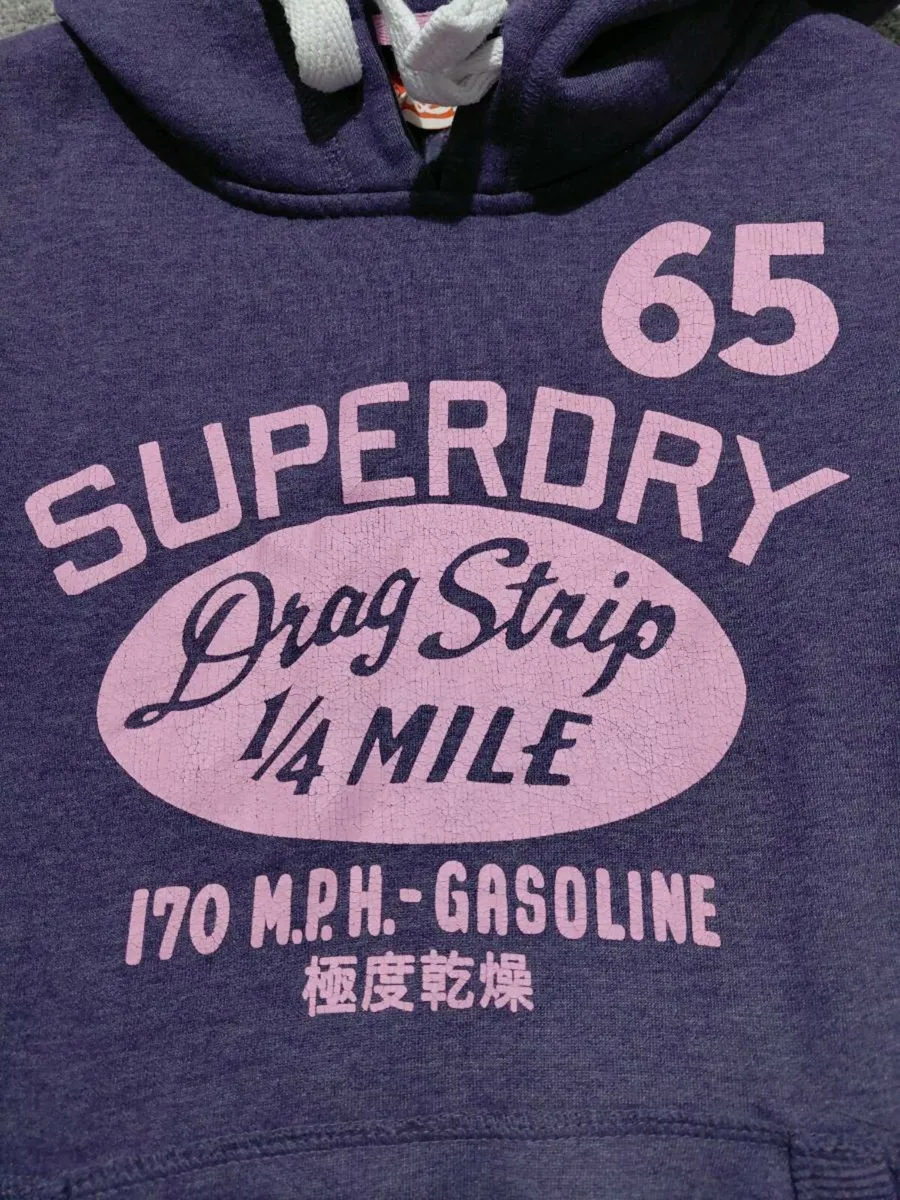 65
SUPERDRY
Drag Strip
1/4 MILE
170 M.P.H.-GASOLINE
極度乾燥